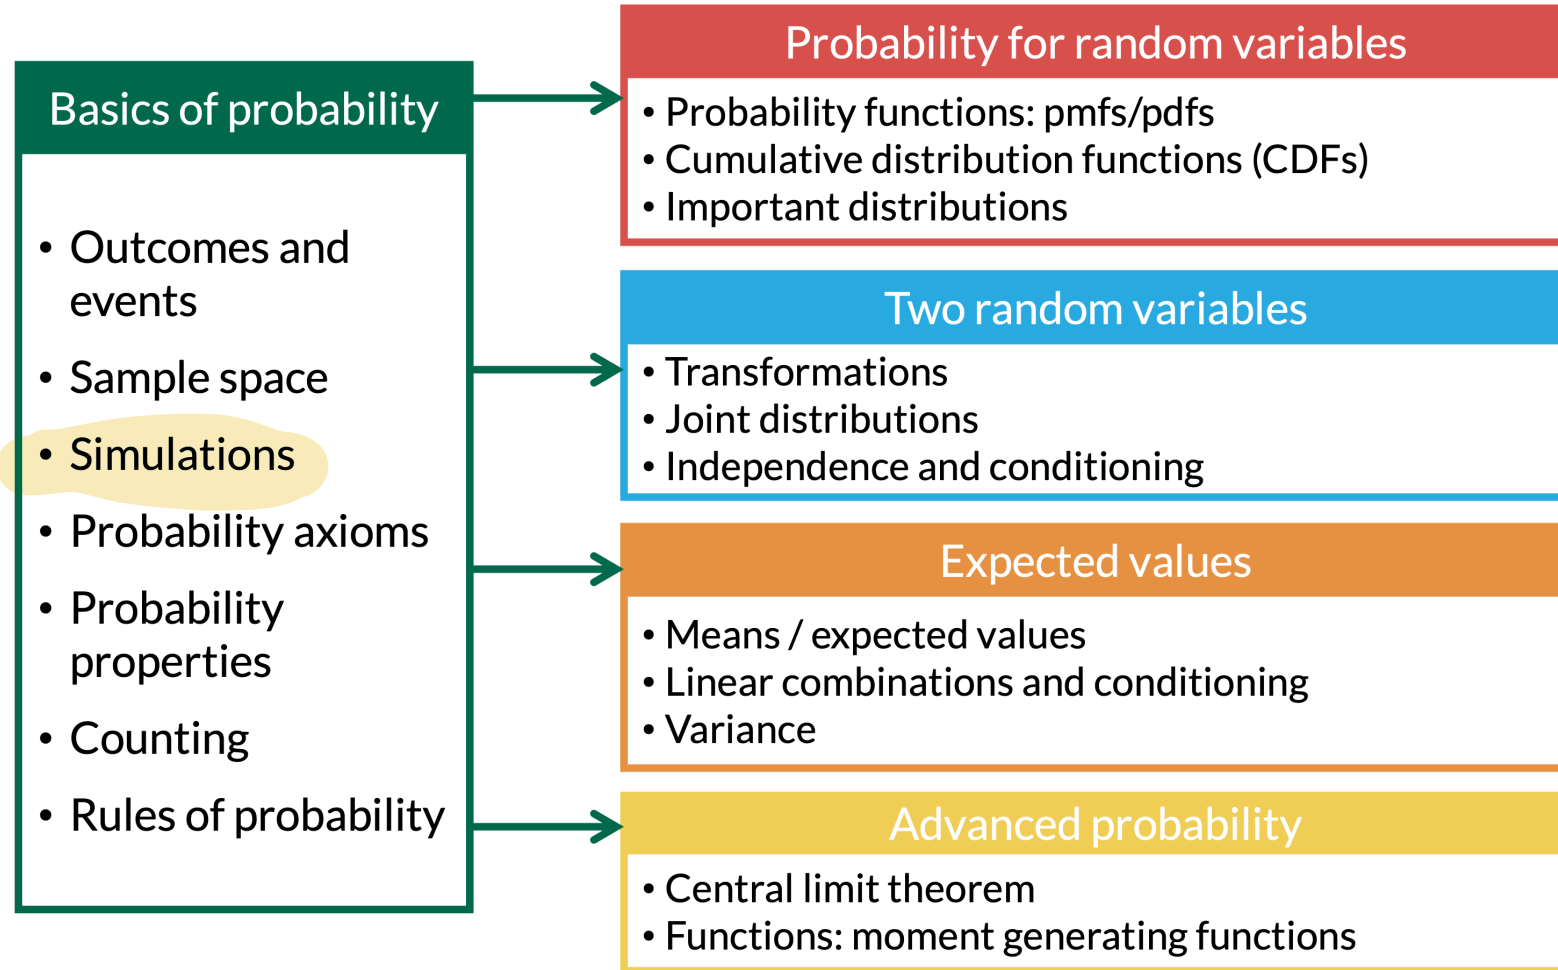 Basics of probability
• Outcomes and
events
• Sample space
• Simulations
• Probability axioms
• Probability
properties
• Counting
• Rules of probability
Probability for random variables
• Probability functions: pmfs/pdfs
• Cumulative distribution functions (CDFs)
• Important distributions
Two random variables
• Transformations
• Joint distributions
• Independence and conditioning
Expected values
• Means / expected values
• Linear combinations and conditioning
• Variance
Advanced probability
• Central limit theorem
• Functions: moment generating functions